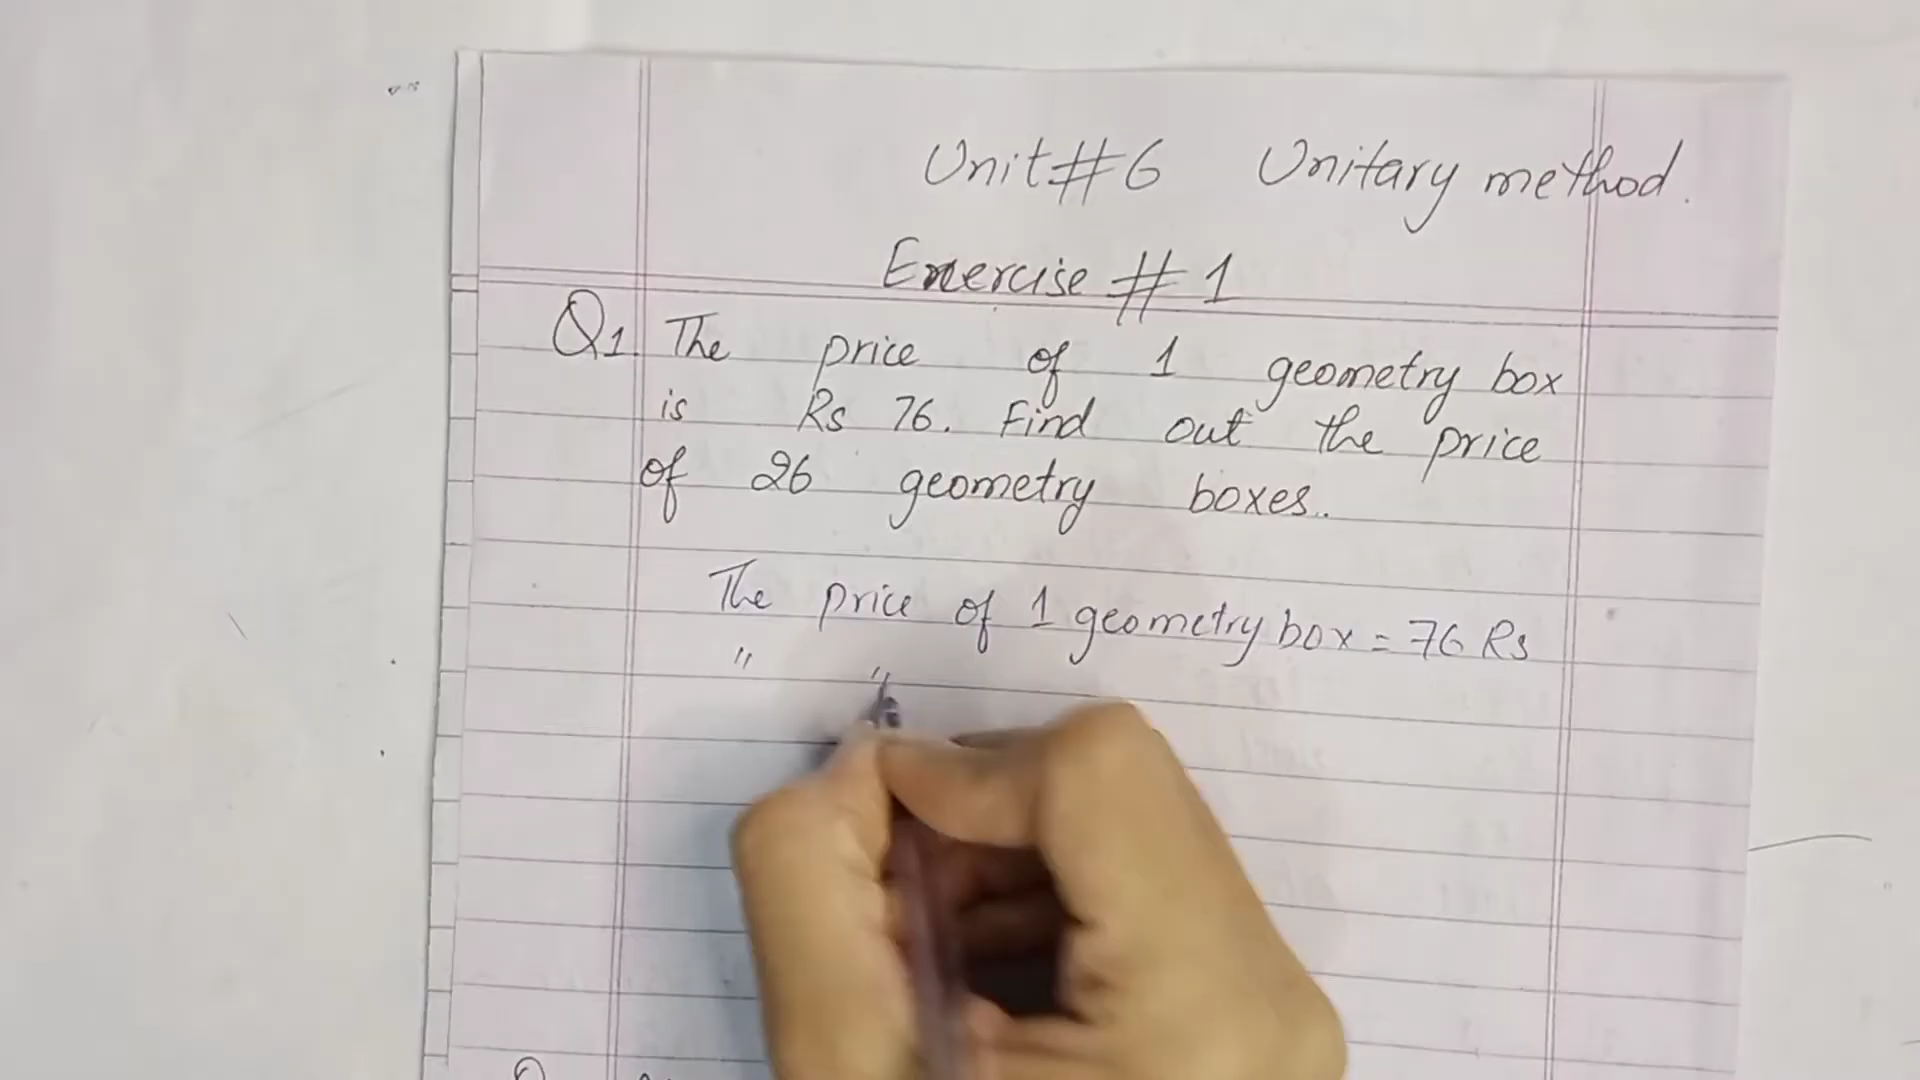 Unit#6 Unitary method.
Exercise # 1
Q1. The price of 1 geometry box
is Rs 76. Find out the price
of 26 geometry boxes..
The price of 1 geometry box = 76 Rs
" "